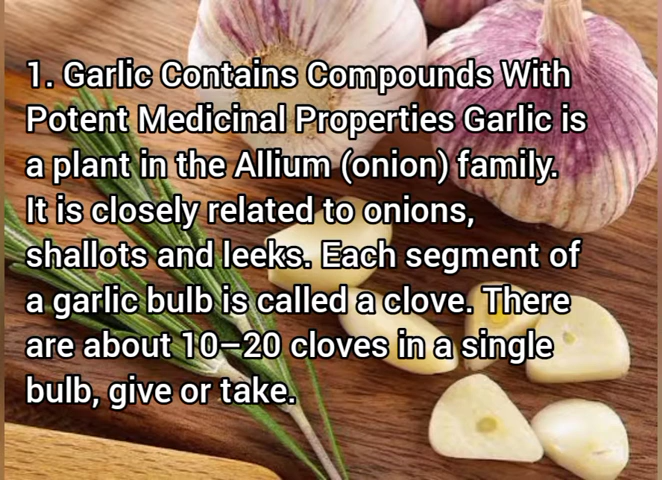 1. Garlic Contains Compounds With
Potent Medicinal Properties Garlic is
a plant in the Allium (onion) family.
It is closely related to onions,
shallots and leeks. Each segment of
a garlic bulb is called a clove. There
are about 10–20 cloves in a single
bulb, give or take.